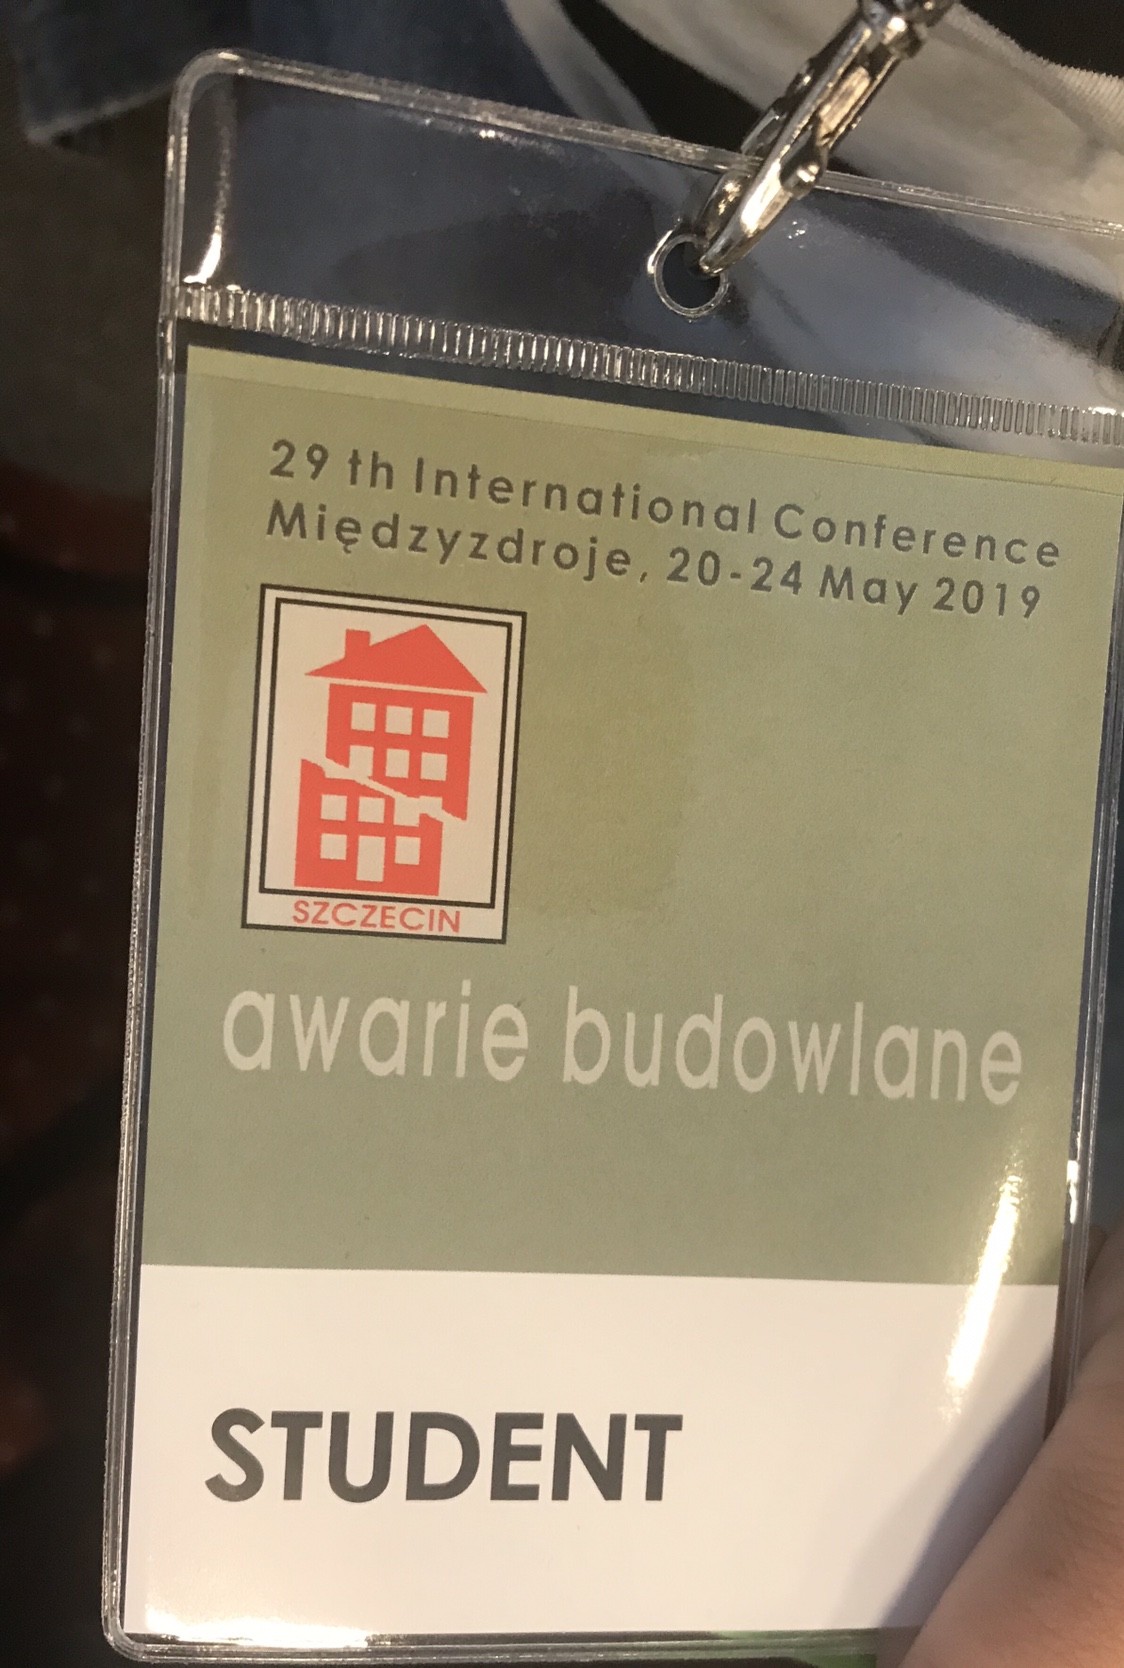 29 th International Conference
Międzyzdroje, 20-24 May 2019
SZCZECIN
awarie budowlane
STUDENT